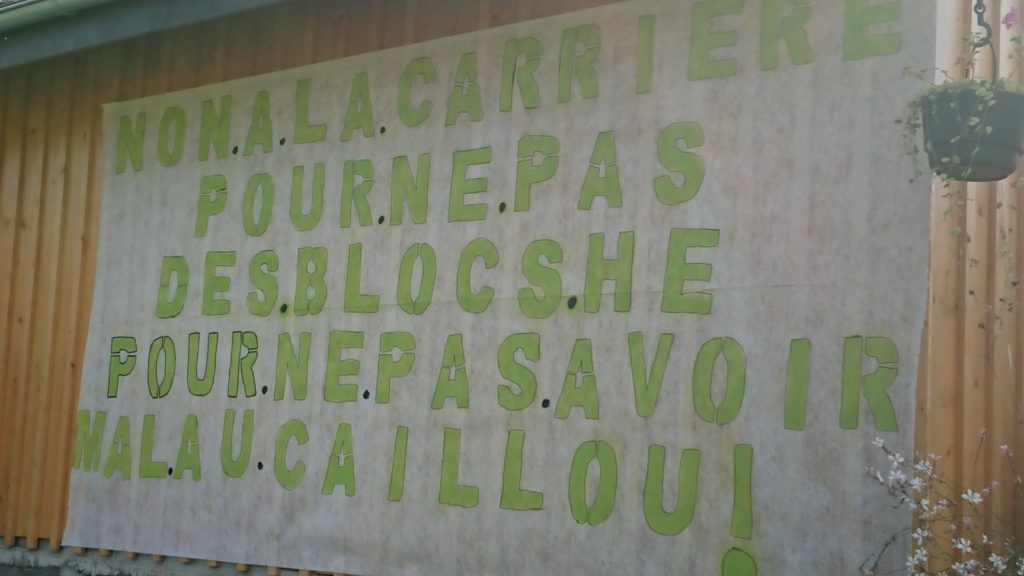 NON.A.LA.CARRIERE
POUR.NE.PAS
DES.BLOCS.HE
POUR.NE.PAS.AVOIR
MAL.AU.CAILLOU!